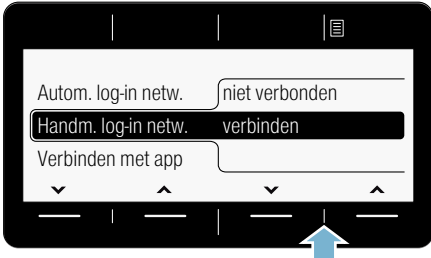 Autom. log-in netw. niet verbonden
Handm. log-in netw. verbinden
Verbinden met app